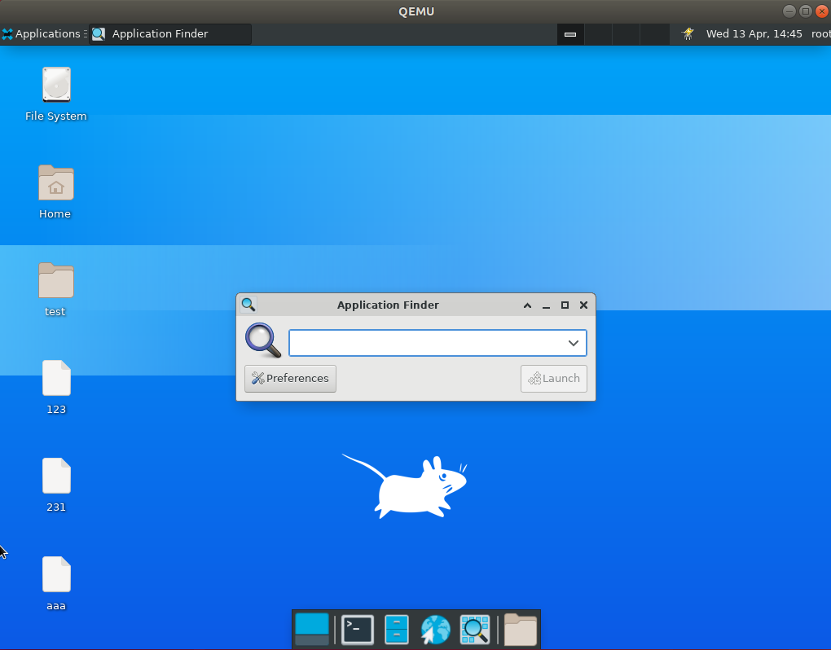 QEMU
Applications Application Finder Wed 13 Apr, 14:45 root
File System
Home
test
123
231
aaa
Application Finder
Preferences Launch
>_